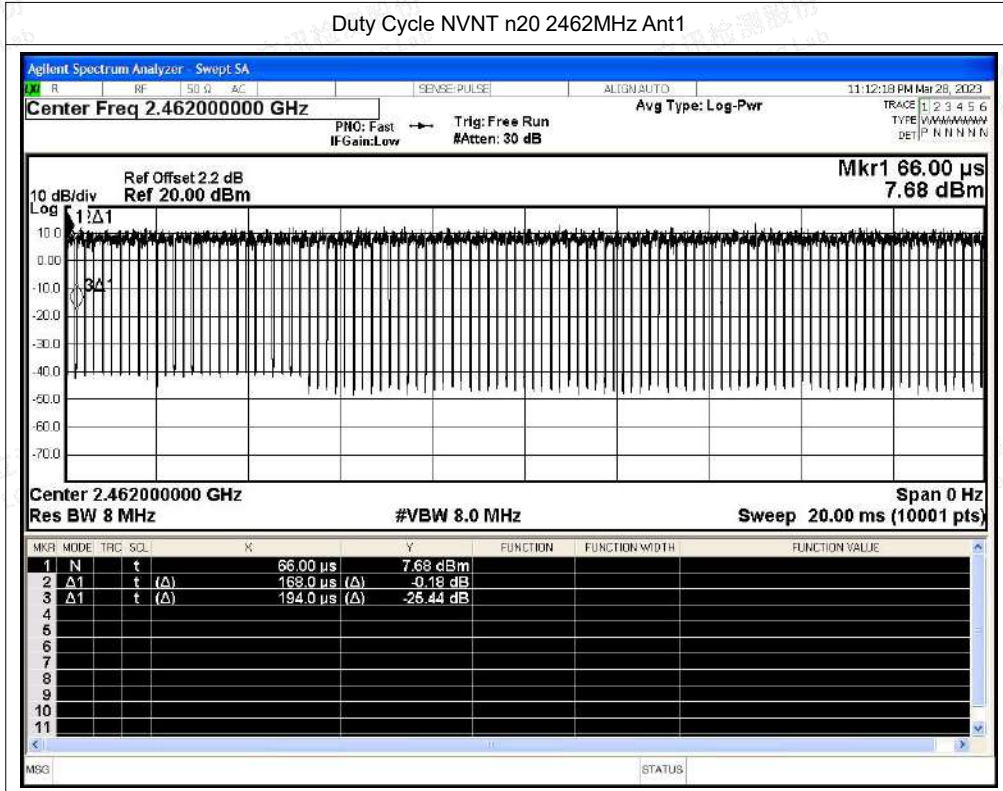 Duty Cycle NVNT n20 2462MHz Ant1
Agilent Spectrum Analyzer - Swept SA
R RF 50 Ω AC SENSE:PULSE ALIGN AUTO 11:12:18 PM Mar 28, 2023
Center Freq 2.462000000 GHz Avg Type: Log-Pwr TRACE 1 2 3 4 5 6
PNO: Fast Trig: Free Run TYPE
IFGain:Low #Atten: 30 dB DET P N N N N N
Mkr1 66.00 µs
Ref Offset 2.2 dB 7.68 dBm
10 dB/div Ref 20.00 dBm
Log
10.0
0.00
-10.0
-20.0
-30.0
-40.0
-50.0
-60.0
-70.0
3Δ1
Center 2.462000000 GHz Span 0 Hz
Res BW 8 MHz #VBW 8.0 MHz Sweep 20.00 ms (10001 pts)
MKR MODE TRC SCL X Y FUNCTION FUNCTION WIDTH FUNCTION VALUE
1 N t 66.00 µs 7.68 dBm
2 Δ1 t (Δ) 168.0 µs (Δ) -0.18 dB
3 Δ1 t (Δ) 194.0 µs (Δ) -25.44 dB
4
5
6
7
8
9
10
11
MSG STATUS